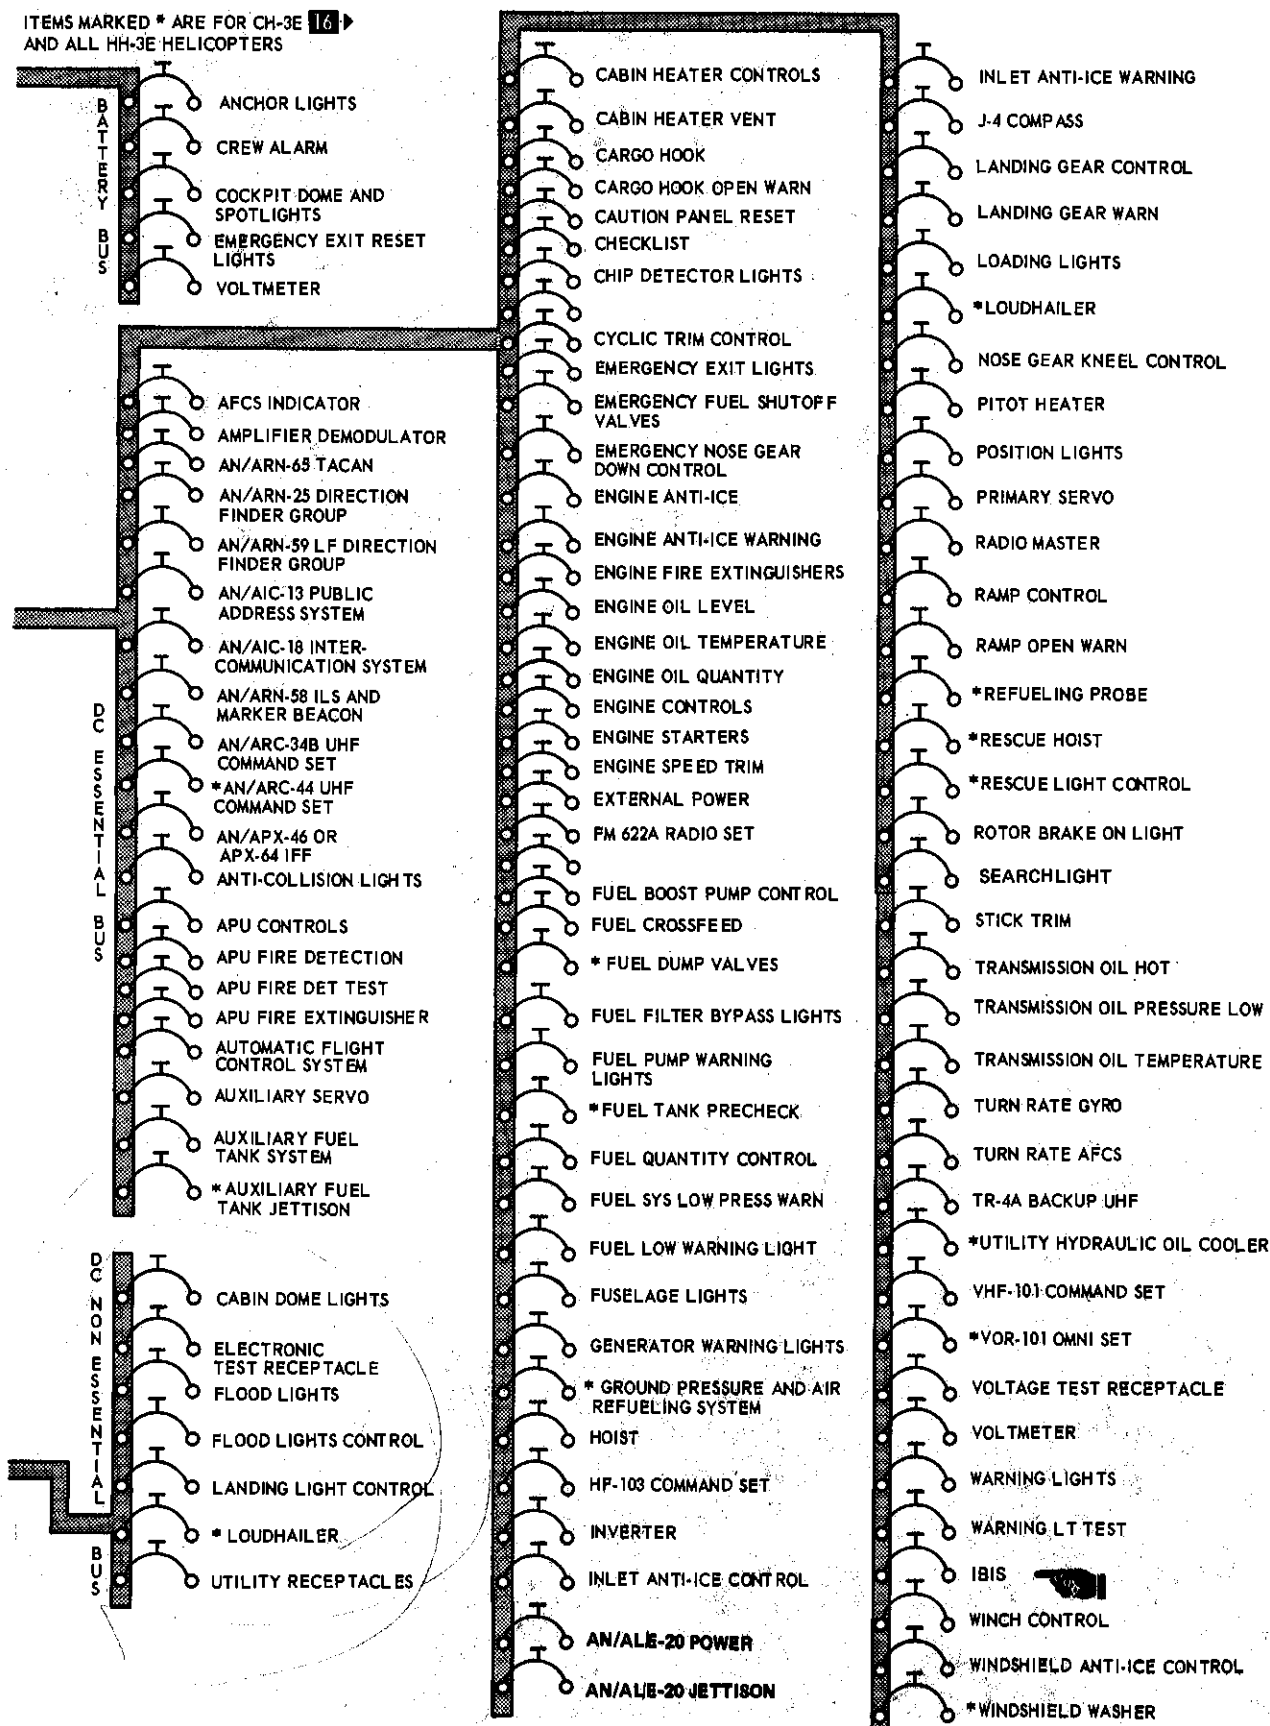 ITEMS MARKED * ARE FOR CH-3E 16
AND ALL HH-3E HELICOPTERS
BATTERY BUS
ANCHOR LIGHTS
CREW ALARM
COCKPIT DOME AND
SPOTLIGHTS
EMERGENCY EXIT RESET
LIGHTS
VOLTMETER
DC ESSENTIAL BUS
AFCS INDICATOR
AMPLIFIER DEMODULATOR
AN/ARN-65 TACAN
AN/ARN-25 DIRECTION
FINDER GROUP
AN/ARN-59 LF DIRECTION
FINDER GROUP
AN/AIC-13 PUBLIC
ADDRESS SYSTEM
AN/AIC-18 INTER-
COMMUNICATION SYSTEM
AN/ARN-58 ILS AND
MARKER BEACON
AN/ARC-34B UHF
COMMAND SET
*AN/ARC-44 UHF
COMMAND SET
AN/APX-46 OR
APX-64 IFF
ANTI-COLLISION LIGHTS
APU CONTROLS
APU FIRE DETECTION
APU FIRE DET TEST
APU FIRE EXTINGUISHER
AUTOMATIC FLIGHT
CONTROL SYSTEM
AUXILIARY SERVO
AUXILIARY FUEL
TANK SYSTEM
*AUXILIARY FUEL
TANK JETTISON
DC NON ESSENTIAL BUS
CABIN DOME LIGHTS
ELECTRONIC
TEST RECEPTACLE
FLOOD LIGHTS
FLOOD LIGHTS CONTROL
LANDING LIGHT CONTROL
* LOUDHAILER
UTILITY RECEPTACLES
CABIN HEATER CONTROLS
CABIN HEATER VENT
CARGO HOOK
CARGO HOOK OPEN WARN
CAUTION PANEL RESET
CHECKLIST
CHIP DETECTOR LIGHTS
CYCLIC TRIM CONTROL
EMERGENCY EXIT LIGHTS
EMERGENCY FUEL SHUTOFF
VALVES
EMERGENCY NOSE GEAR
DOWN CONTROL
ENGINE ANTI-ICE
ENGINE ANTI-ICE WARNING
ENGINE FIRE EXTINGUISHERS
ENGINE OIL LEVEL
ENGINE OIL TEMPERATURE
ENGINE OIL QUANTITY
ENGINE CONTROLS
ENGINE STARTERS
ENGINE SPEED TRIM
EXTERNAL POWER
FM 622A RADIO SET
FUEL BOOST PUMP CONTROL
FUEL CROSSFEED
* FUEL DUMP VALVES
FUEL FILTER BYPASS LIGHTS
FUEL PUMP WARNING
LIGHTS
*FUEL TANK PRECHECK
FUEL QUANTITY CONTROL
FUEL SYS LOW PRESS WARN
FUEL LOW WARNING LIGHT
FUSELAGE LIGHTS
GENERATOR WARNING LIGHTS
* GROUND PRESSURE AND AIR
REFUELING SYSTEM
HOIST
HF-103 COMMAND SET
INVERTER
INLET ANTI-ICE CONTROL
AN/ALE-20 POWER
AN/ALE-20 JETTISON
INLET ANTI-ICE WARNING
J-4 COMPASS
LANDING GEAR CONTROL
LANDING GEAR WARN
LOADING LIGHTS
*LOUDHAILER
NOSE GEAR KNEEL CONTROL
PITOT HEATER
POSITION LIGHTS
PRIMARY SERVO
RADIO MASTER
RAMP CONTROL
RAMP OPEN WARN
*REFUELING PROBE
*RESCUE HOIST
*RESCUE LIGHT CONTROL
ROTOR BRAKE ON LIGHT
SEARCHLIGHT
STICK TRIM
TRANSMISSION OIL HOT
TRANSMISSION OIL PRESSURE LOW
TRANSMISSION OIL TEMPERATURE
TURN RATE GYRO
TURN RATE AFCS
TR-4A BACKUP UHF
*UTILITY HYDRAULIC OIL COOLER
VHF-101 COMMAND SET
*VOR-101 OMNI SET
VOLTAGE TEST RECEPTACLE
VOLTMETER
WARNING LIGHTS
WARNING LT TEST
IBIS
WINCH CONTROL
WINDSHIELD ANTI-ICE CONTROL
*WINDSHIELD WASHER